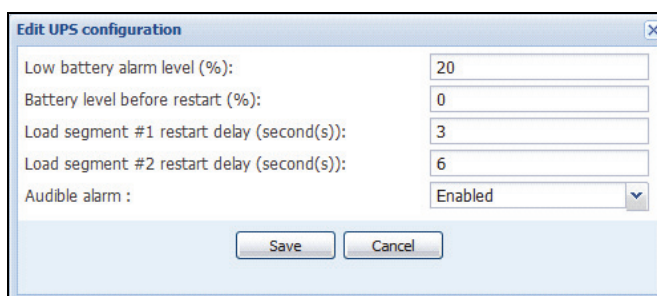 Edit UPS configuration
Low battery alarm level (%): 20
Battery level before restart (%): 0
Load segment #1 restart delay (second(s)): 3
Load segment #2 restart delay (second(s)): 6
Audible alarm : Enabled
Save Cancel